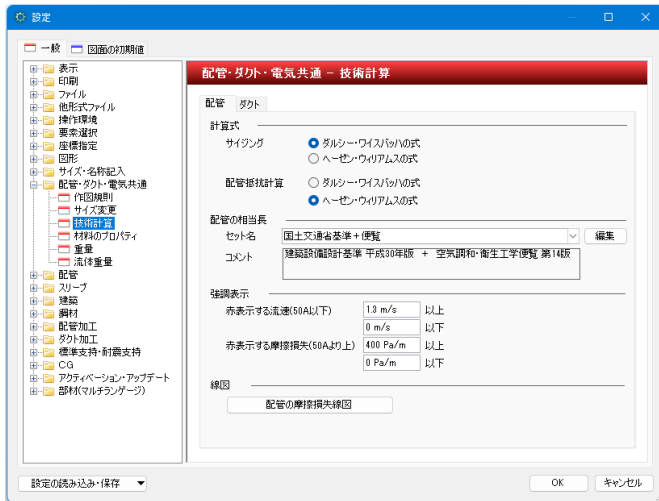 設定
一般 図面の初期値
表示
印刷
ファイル
他形式ファイル
操作環境
要素選択
座標指定
図形
サイズ・名称記入
配管・ダクト・電気共通
作図規則
サイズ変更
技術計算
材料のプロパティ
重量
流体重量
配管
スリーブ
建築
鋼材
配管加工
ダクト加工
標準支持・耐震支持
CG
アクティベーション・アップデート
部材(マルチランゲージ)
配管・ダクト・電気共通 - 技術計算
配管 ダクト
計算式
サイジング ダルシー・ワイスバッハの式
ヘーゼン・ウィリアムスの式
配管抵抗計算 ダルシー・ワイスバッハの式
ヘーゼン・ウィリアムスの式
配管の相当長
セット名 国土交通省基準+便覧 編集
コメント 建築設備設計基準 平成30年版 + 空気調和・衛生工学便覧 第14版
強調表示
赤表示する流速(50A以下) 1.3 m/s 以上
0 m/s 以下
赤表示する摩擦損失(50Aより上) 400 Pa/m 以上
0 Pa/m 以下
線図
配管の摩擦損失線図
設定の読み込み・保存 OK キャンセル